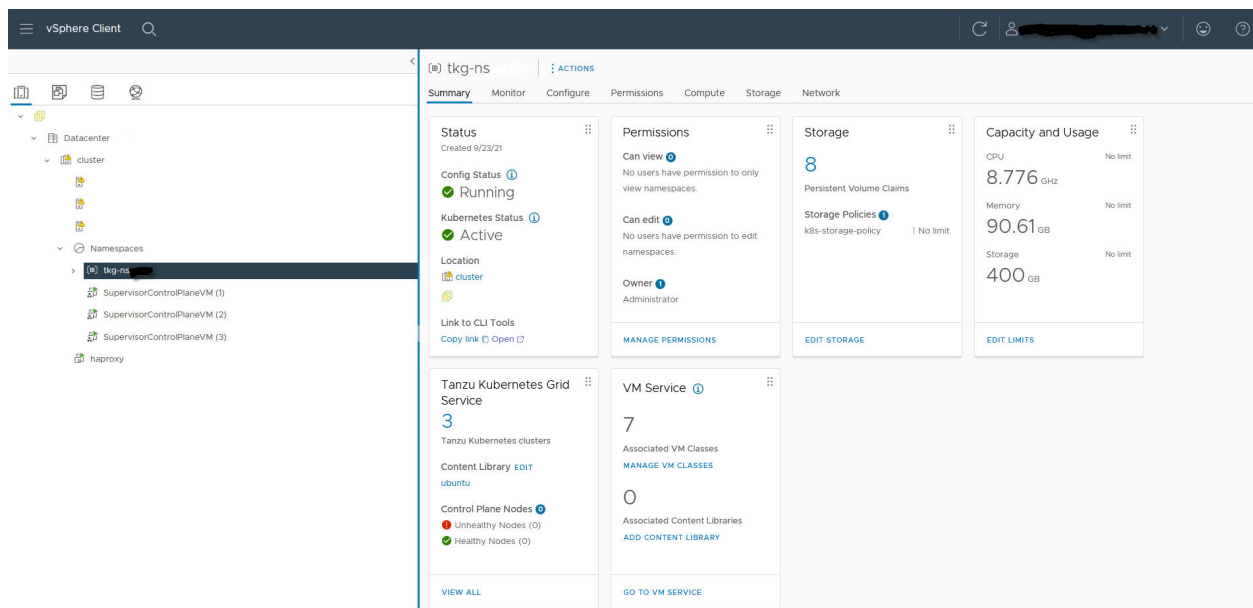 vSphere Client
tkg-ns
ACTIONS
Summary Monitor Configure Permissions Compute Storage Network
Datacenter
cluster
Namespaces
tkg-ns
SupervisorControlPlaneVM (1)
SupervisorControlPlaneVM (2)
SupervisorControlPlaneVM (3)
haproxy
Status
Created 9/23/21
Config Status
Running
Kubernetes Status
Active
Location
cluster
Link to CLI Tools
Copy link Open
Permissions
Can view 0
No users have permission to only
view namespaces.
Can edit 0
No users have permission to edit
namespaces.
Owner 1
Administrator
MANAGE PERMISSIONS
Storage
8
Persistent Volume Claims
Storage Policies 1
k8s-storage-policy | No limit
EDIT STORAGE
Capacity and Usage
CPU No limit
8.776 GHz
Memory No limit
90.61 GB
Storage No limit
400 GB
EDIT LIMITS
Tanzu Kubernetes Grid
Service
3
Tanzu Kubernetes clusters
Content Library EDIT
ubuntu
Control Plane Nodes 0
Unhealthy Nodes (0)
Healthy Nodes (0)
VIEW ALL
VM Service
7
Associated VM Classes
MANAGE VM CLASSES
0
Associated Content Libraries
ADD CONTENT LIBRARY
GO TO VM SERVICE